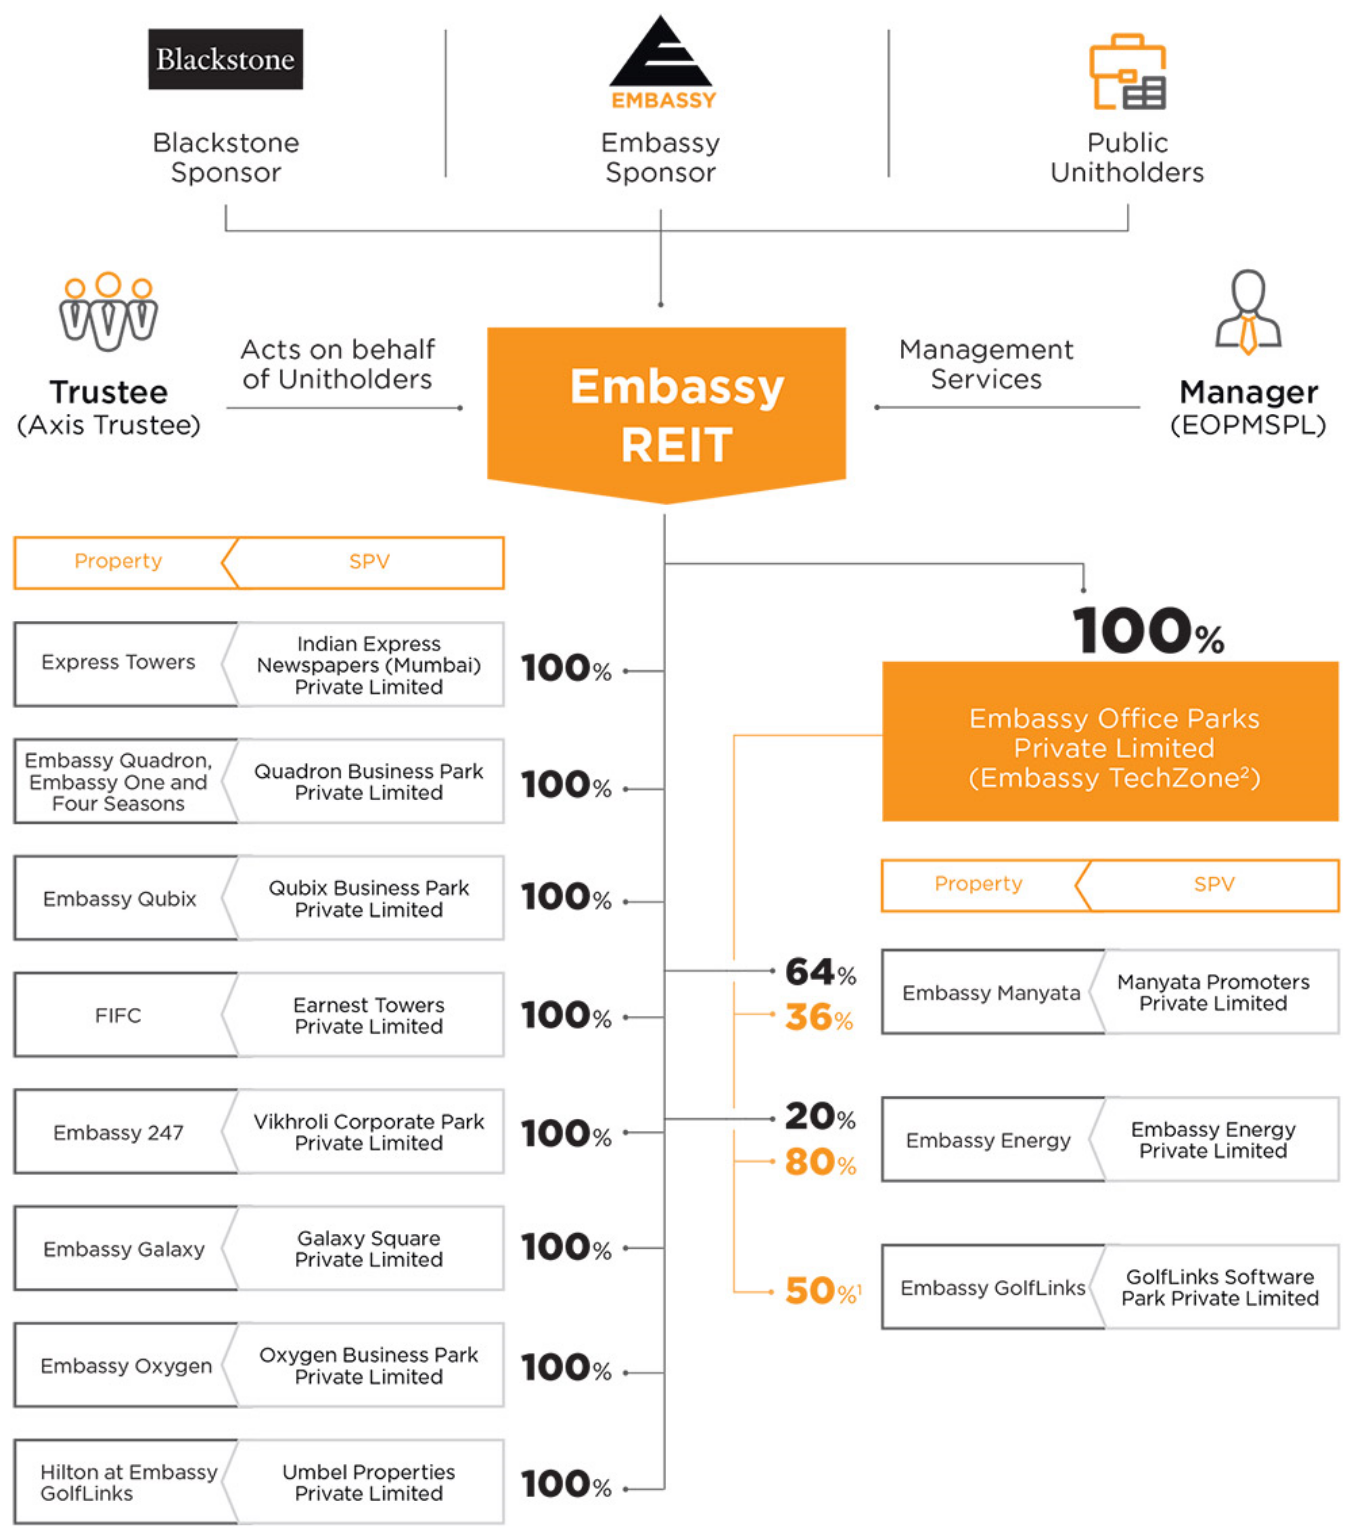 Blackstone
EMBASSY
Blackstone
Sponsor
Embassy
Sponsor
Public
Unitholders
Trustee
(Axis Trustee)
Acts on behalf
of Unitholders
Embassy
REIT
Management
Services
Manager
(EOPMSPL)
Property
SPV
Express Towers
Indian Express
Newspapers (Mumbai)
Private Limited
100%
Embassy Quadron,
Embassy One and
Four Seasons
Quadron Business Park
Private Limited
100%
Embassy Qubix
Qubix Business Park
Private Limited
100%
FIFC
Earnest Towers
Private Limited
100%
Embassy 247
Vikhroli Corporate Park
Private Limited
100%
Embassy Galaxy
Galaxy Square
Private Limited
100%
Embassy Oxygen
Oxygen Business Park
Private Limited
100%
Hilton at Embassy
GolfLinks
Umbel Properties
Private Limited
100%
100%
Embassy Office Parks
Private Limited
(Embassy TechZone²)
Property
SPV
64%
36%
Embassy Manyata
Manyata Promoters
Private Limited
20%
80%
Embassy Energy
Embassy Energy
Private Limited
50%¹
Embassy GolfLinks
GolfLinks Software
Park Private Limited